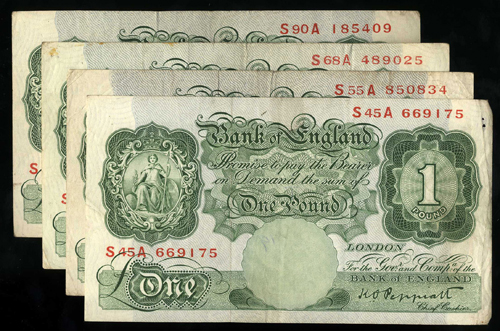 S90A 185409
S68A 489025
S55A 850834
S45A 669175
Bank of England
Promise to pay the Bearer
on Demand the sum of
One Pound
1
POUND
LONDON
For the Govr. and Compa. of the
BANK OF ENGLAND
S45A 669175
£One
K.O. Peppiatt
Chief Cashier
S